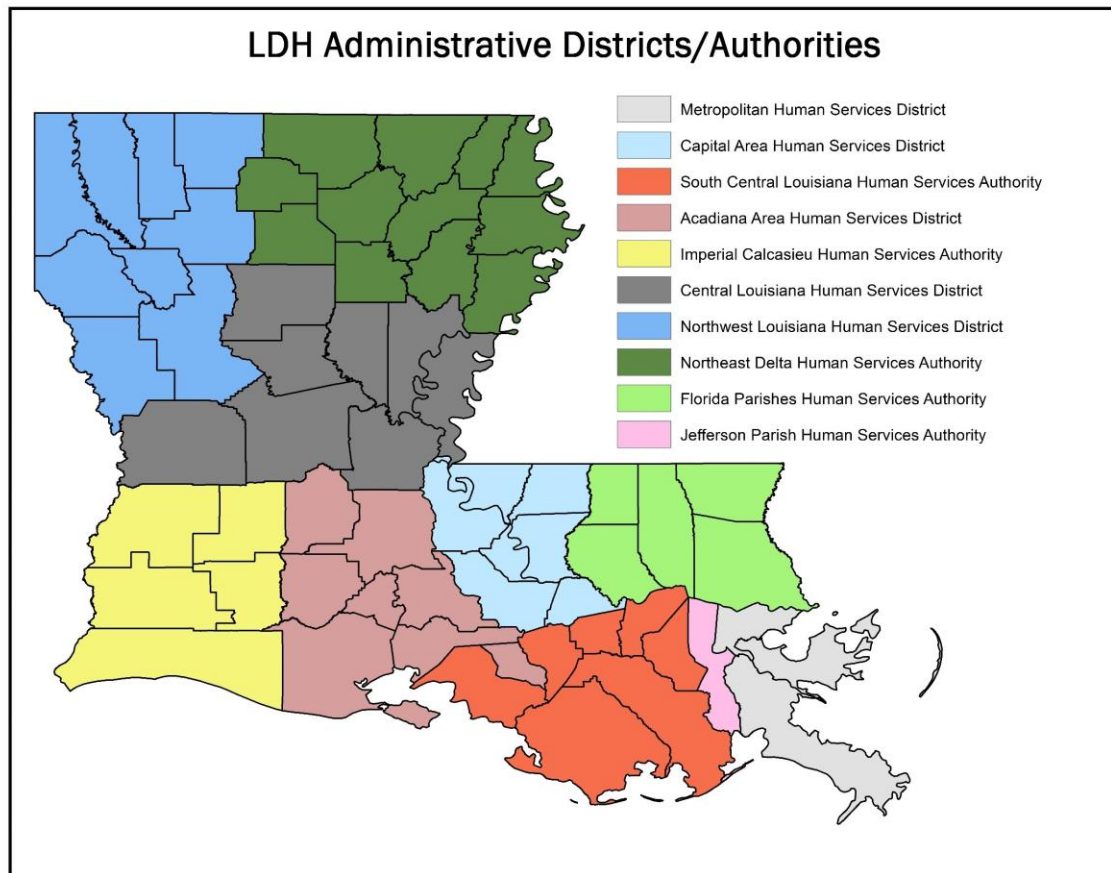 LDH Administrative Districts/Authorities
Metropolitan Human Services District
Capital Area Human Services District
South Central Louisiana Human Services Authority
Acadiana Area Human Services District
Imperial Calcasieu Human Services Authority
Central Louisiana Human Services District
Northwest Louisiana Human Services District
Northeast Delta Human Services Authority
Florida Parishes Human Services Authority
Jefferson Parish Human Services Authority